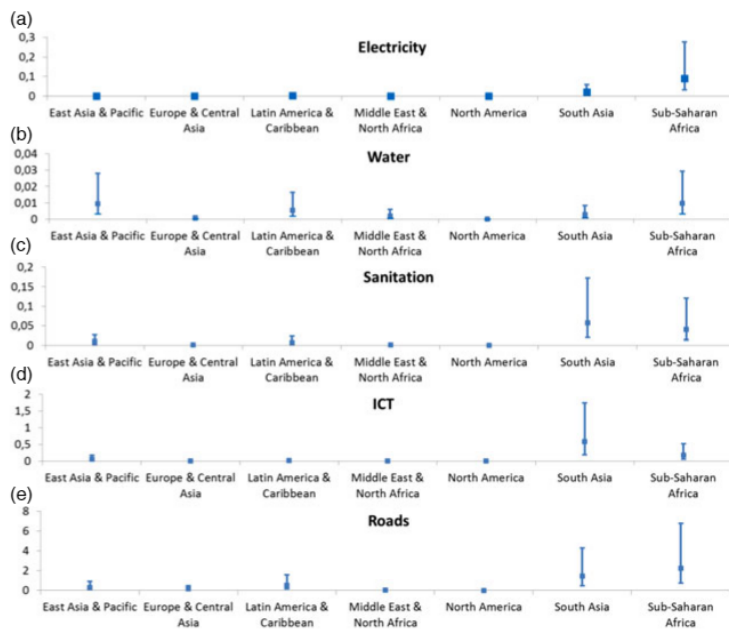 (a)
Electricity
0,3
0,2
0,1
0
East Asia & Pacific Europe & Central Latin America & Middle East & North America South Asia Sub-Saharan
Asia Caribbean North Africa Africa
(b)
Water
0,04
0,03
0,02
0,01
0
East Asia & Pacific Europe & Central Latin America & Middle East & North America South Asia Sub-Saharan
Asia Caribbean North Africa Africa
(c)
Sanitation
0,2
0,15
0,1
0,05
0
East Asia & Pacific Europe & Central Latin America & Middle East & North America South Asia Sub-Saharan
Asia Caribbean North Africa Africa
(d)
ICT
2
1,5
1
0,5
0
East Asia & Pacific Europe & Central Latin America & Middle East & North America South Asia Sub-Saharan
Asia Caribbean North Africa Africa
(e)
Roads
8
6
4
2
0
East Asia & Pacific Europe & Central Latin America & Middle East & North America South Asia Sub-Saharan
Asia Caribbean North Africa Africa